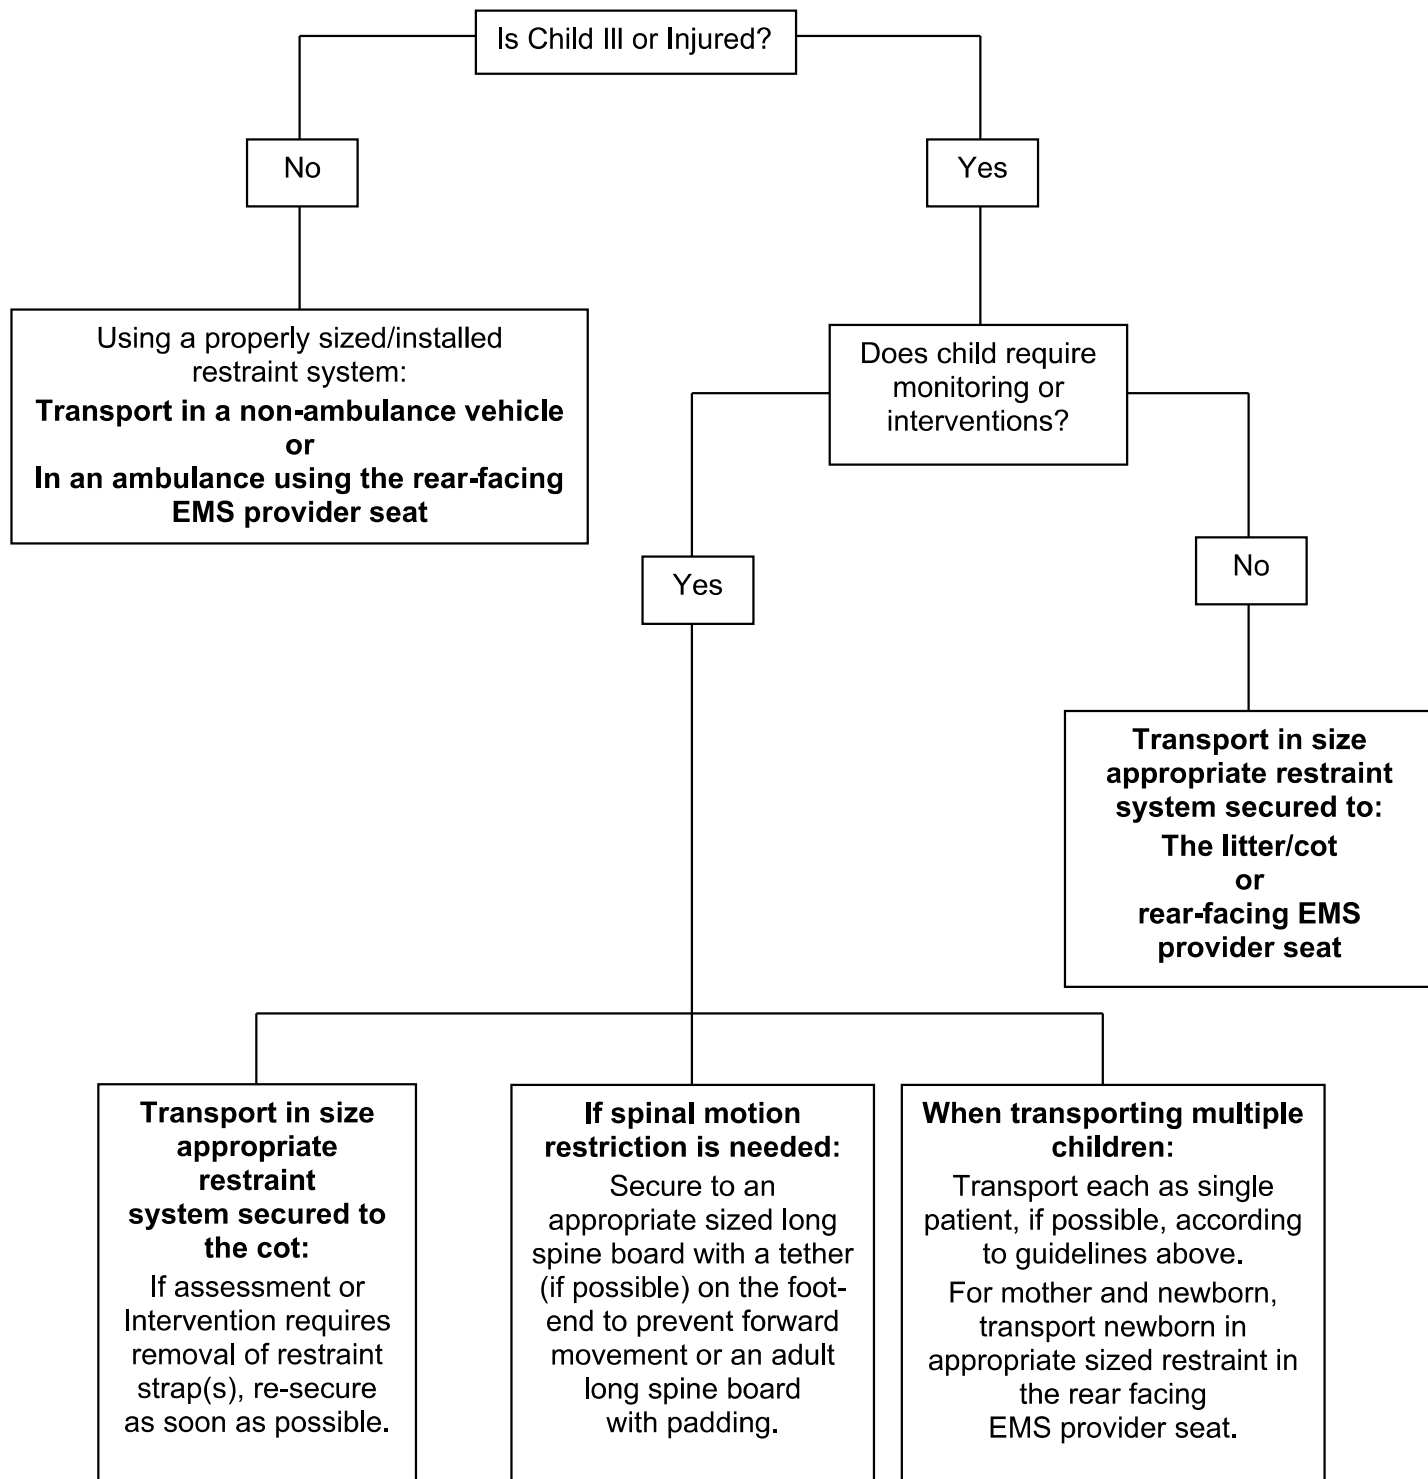 Is Child Ill or Injured?
No
Yes
Using a properly sized/installed
restraint system:
Transport in a non-ambulance vehicle
or
In an ambulance using the rear-facing
EMS provider seat
Does child require
monitoring or
interventions?
Yes
No
Transport in size
appropriate restraint
system secured to:
The litter/cot
or
rear-facing EMS
provider seat
Transport in size
appropriate
restraint
system secured to
the cot:
If assessment or
Intervention requires
removal of restraint
strap(s), re-secure
as soon as possible.
If spinal motion
restriction is needed:
Secure to an
appropriate sized long
spine board with a tether
(if possible) on the foot-
end to prevent forward
movement or an adult
long spine board
with padding.
When transporting multiple
children:
Transport each as single
patient, if possible, according
to guidelines above.
For mother and newborn,
transport newborn in
appropriate sized restraint in
the rear facing
EMS provider seat.